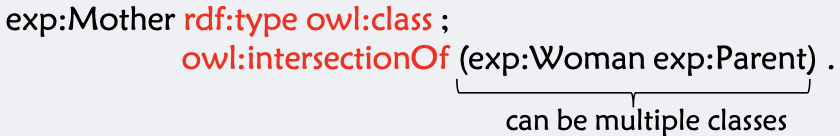 exp:Mother rdf:type owl:class ;
owl:intersectionOf (exp:Woman exp:Parent) .
can be multiple classes